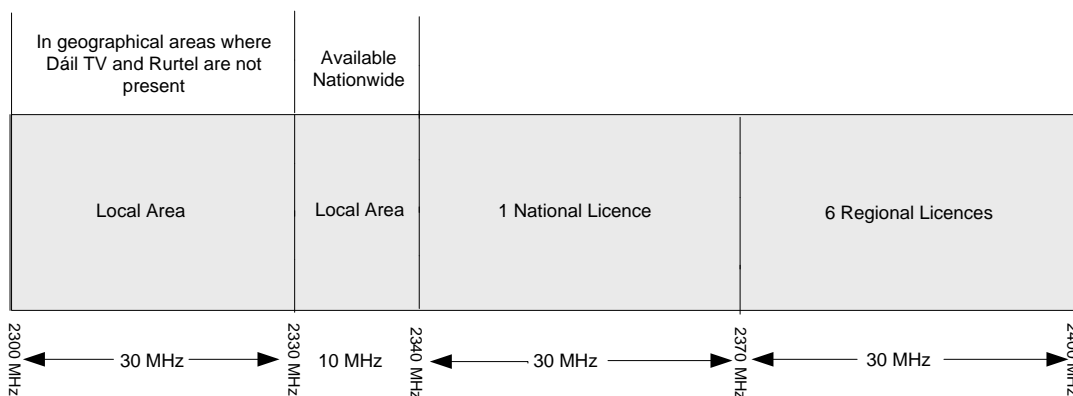 In geographical areas where
Dáil TV and Rurtel are not
present
Available
Nationwide
Local Area
Local Area
1 National Licence
6 Regional Licences
2300 MHz
30 MHz
2330 MHz
10 MHz
2340 MHz
30 MHz
2370 MHz
30 MHz
2400 MHz